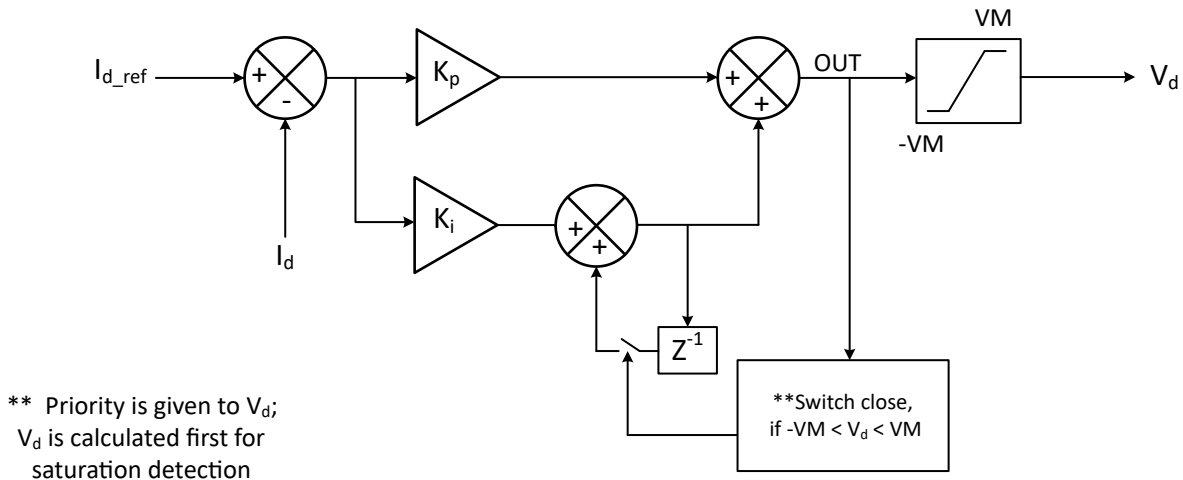 VM
I_d_ref
+
-
K_p
+
+
OUT
V_d
-VM
K_i
+
+
I_d
Z^-1
**Switch close,
if -VM < V_d < VM
** Priority is given to V_d;
V_d is calculated first for
saturation detection